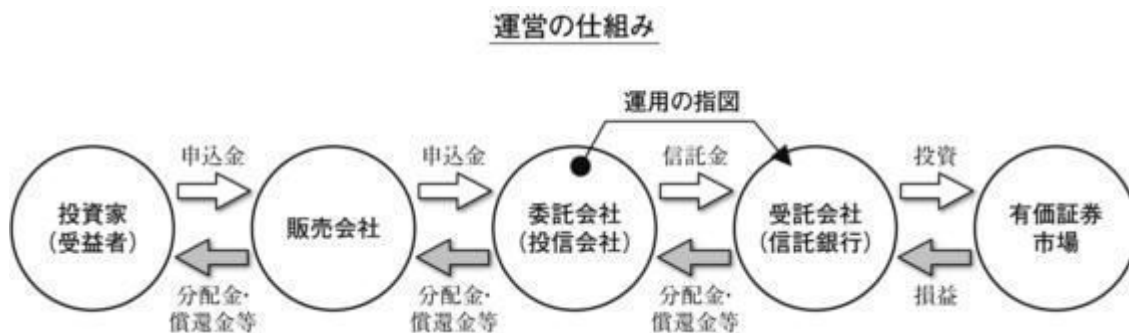 運営の仕組み
運用の指図
申込金
申込金
信託金
投資
投資家
（受益者）
販売会社
委託会社
（投信会社）
受託会社
（信託銀行）
有価証券
市場
分配金・
償還金等
分配金・
償還金等
分配金・
償還金等
損益